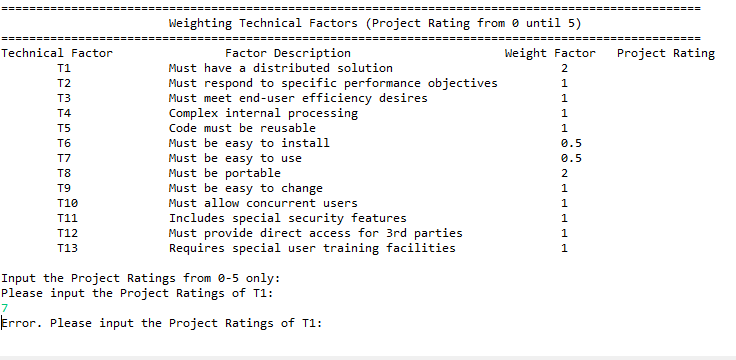 ====================================================================================================
Weighting Technical Factors (Project Rating from 0 until 5)
====================================================================================================
Technical Factor Factor Description Weight Factor Project Rating
T1 Must have a distributed solution 2
T2 Must respond to specific performance objectives 1
T3 Must meet end-user efficiency desires 1
T4 Complex internal processing 1
T5 Code must be reusable 1
T6 Must be easy to install 0.5
T7 Must be easy to use 0.5
T8 Must be portable 2
T9 Must be easy to change 1
T10 Must allow concurrent users 1
T11 Includes special security features 1
T12 Must provide direct access for 3rd parties 1
T13 Requires special user training facilities 1
Input the Project Ratings from 0-5 only:
Please input the Project Ratings of T1:
7
Error. Please input the Project Ratings of T1: